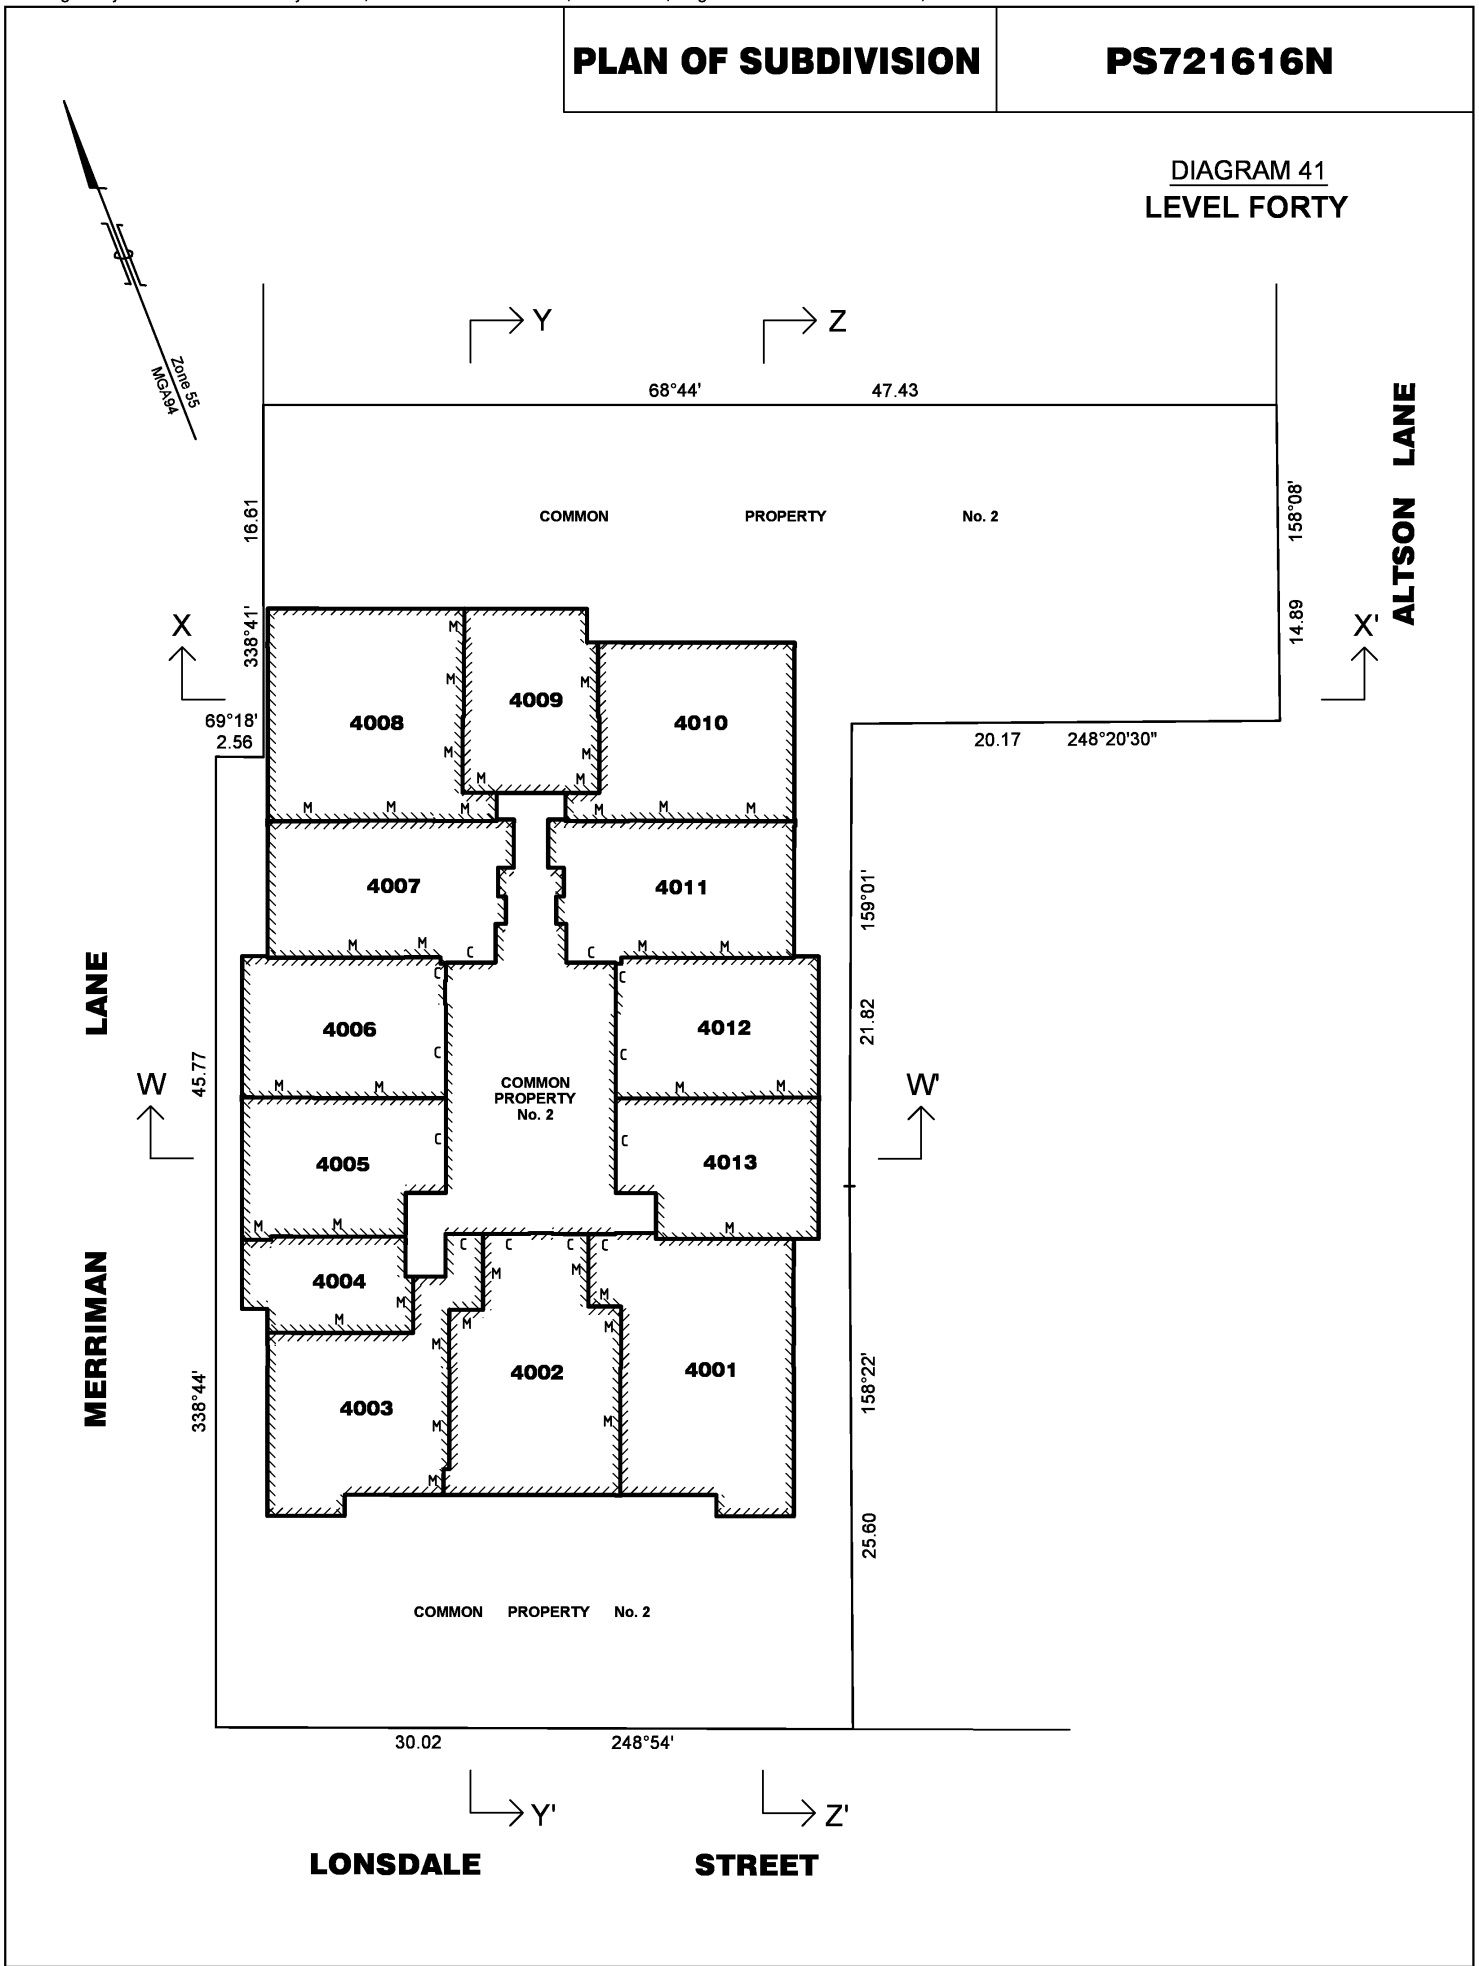 PLAN OF SUBDIVISION
PS721616N
DIAGRAM 41
LEVEL FORTY
Zone 55
MGA94
Y
Z
68°44'
47.43
ALTSON LANE
16.61
COMMON PROPERTY No. 2
158°08'
X
338°41'
14.89
X'
M
M
M
4008
4009
4010
69°18'
2.56
20.17
248°20'30"
M
M
M
M
M
M
M
M
M
M
4007
4011
159°01'
M
M
C
C
M
M
C
C
4006
4012
21.82
LANE
45.77
C
C
M
M
M
M
COMMON
PROPERTY
No. 2
W
W'
C
C
4005
4013
M
M
M
C
C
C
C
4004
M
M
M
M
M
M
M
M
MERRIMAN
4003
4002
4001
158°22'
338°44'
M
M
M
25.60
COMMON PROPERTY No. 2
30.02
248°54'
Y'
Z'
LONSDALE STREET